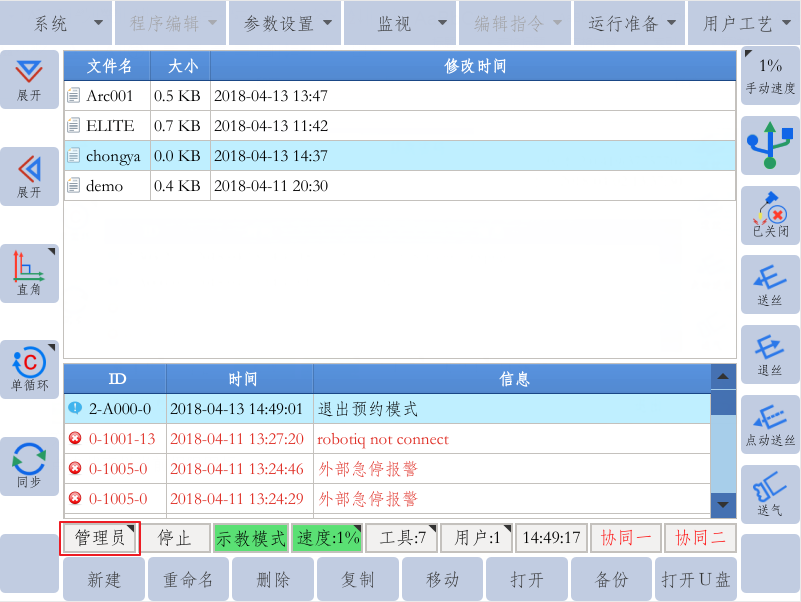 系统 程序编辑 参数设置 监视 编辑指令 运行准备 用户工艺
展开
展开
直角
单循环
同步
文件名 大小 修改时间
Arc001 0.5 KB 2018-04-13 13:47
ELITE 0.7 KB 2018-04-13 11:42
chongya 0.0 KB 2018-04-13 14:37
demo 0.4 KB 2018-04-11 20:30
ID 时间 信息
2-A000-0 2018-04-13 14:49:01 退出预约模式
0-1001-13 2018-04-11 13:27:20 robotiq not connect
0-1005-0 2018-04-11 13:24:46 外部急停报警
0-1005-0 2018-04-11 13:24:29 外部急停报警
1%
手动速度
已关闭
送丝
退丝
点动送丝
送气
管理员 停止 示教模式 速度:1% 工具:7 用户:1 14:49:17 协同一 协同二
新建 重命名 删除 复制 移动 打开 备份 打开U盘